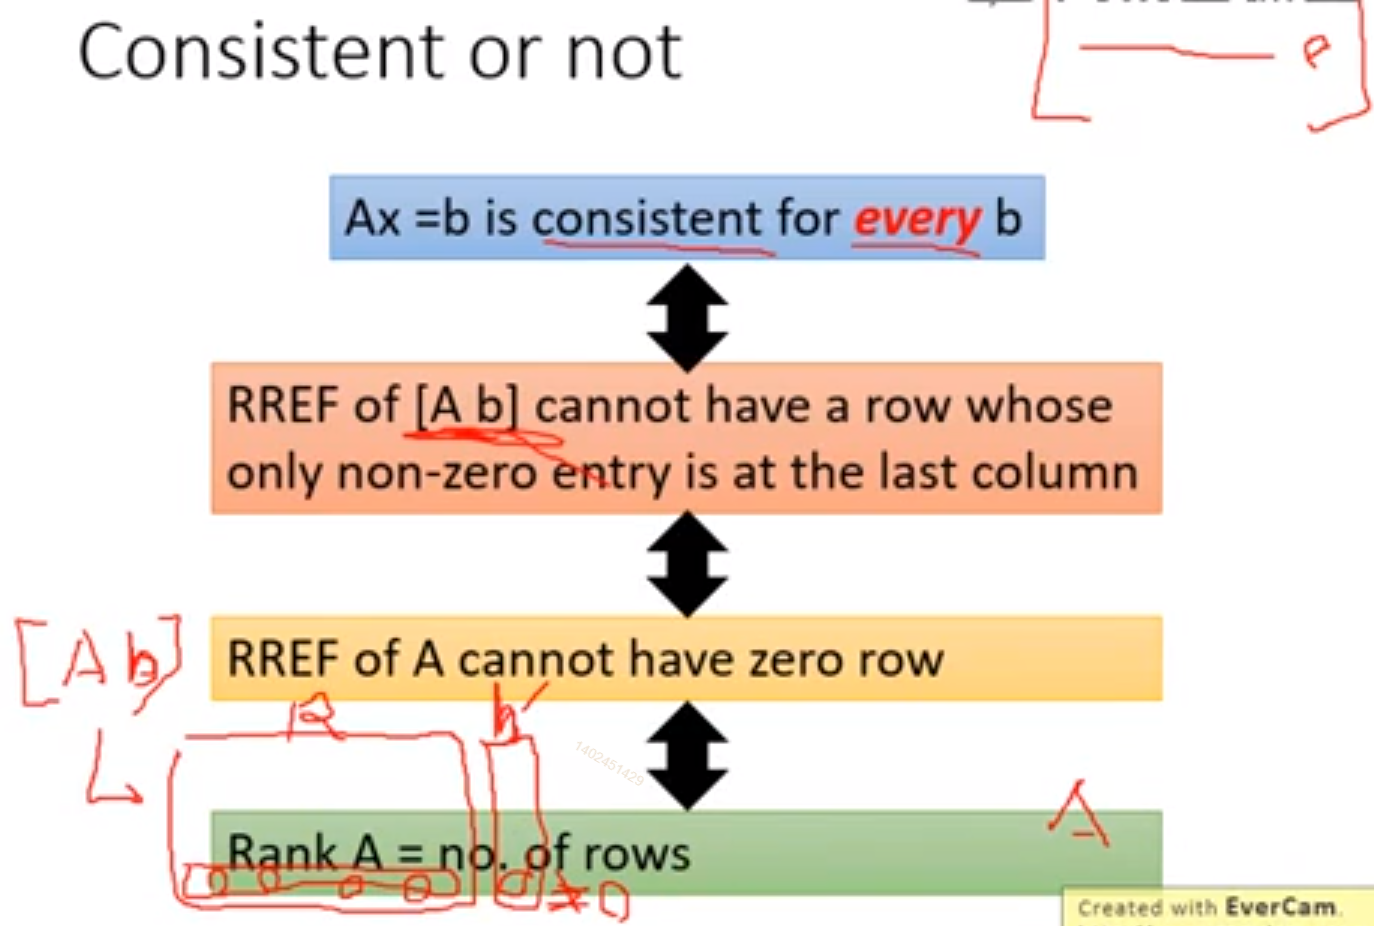 Consistent or not
Ax =b is consistent for every b
RREF of [A b] cannot have a row whose
only non-zero entry is at the last column
[A b]
RREF of A cannot have zero row
R b'
1402451429
A
Rank A = no. of rows
≠ 0
Created with EverCam.